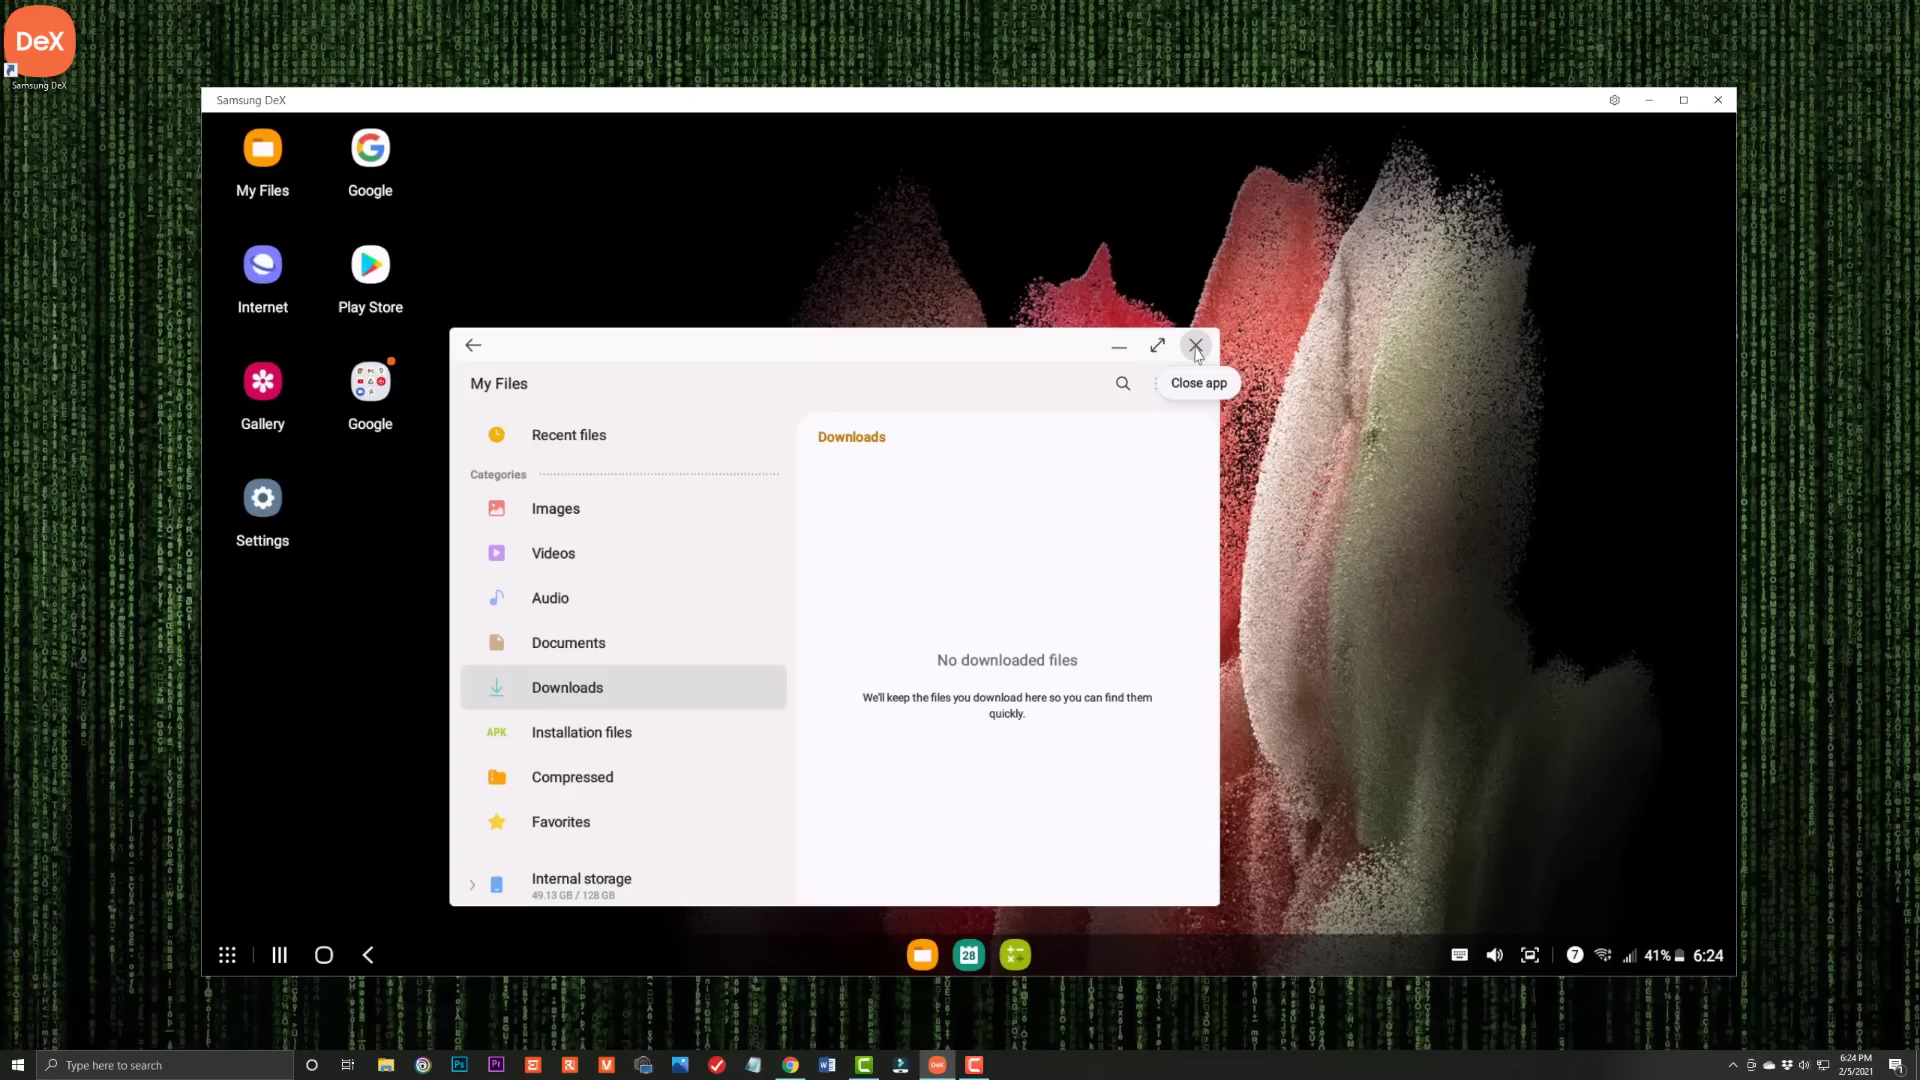 DeX
Samsung DeX
Samsung DeX
My Files
Google
Internet
Play Store
Gallery
Google
Settings
My Files
Close app
Recent files
Categories
Images
Videos
Audio
Documents
Downloads
APK
Installation files
Compressed
Favorites
Internal storage
49.13 GB / 128 GB
Downloads
No downloaded files
We'll keep the files you download here so you can find them
quickly.
28
7
41%
6:24
Type here to search
Ps
Pr
DeX
6:24 PM
2/5/2021